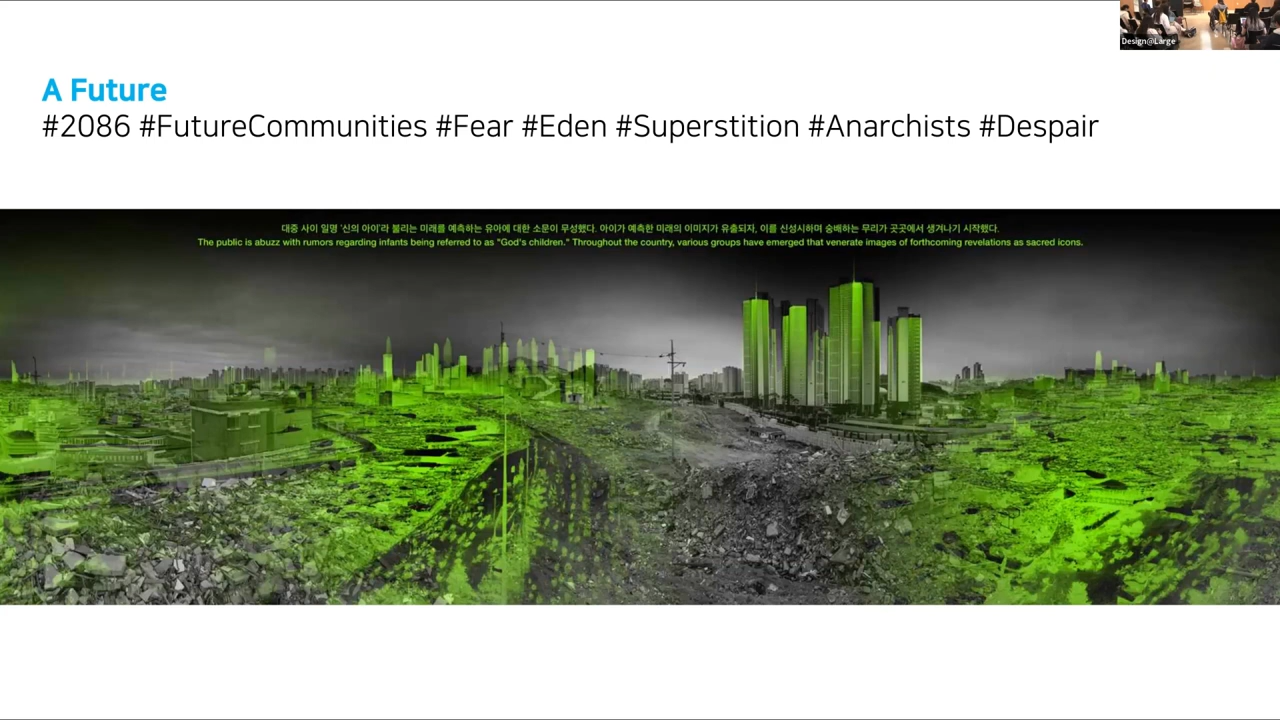 Design@Large
A Future
#2086 #FutureCommunities #Fear #Eden #Superstition #Anarchists #Despair
대중 사이 일명 '신의 아이'라 불리는 미래를 예측하는 유아에 대한 소문이 무성했다. 아이가 예측한 미래의 이미지가 유출되자, 이를 신성시하며 숭배하는 무리가 곳곳에서 생겨나기 시작했다.
The public is abuzz with rumors regarding infants being referred to as "God's children." Throughout the country, various groups have emerged that venerate images of forthcoming revelations as sacred icons.